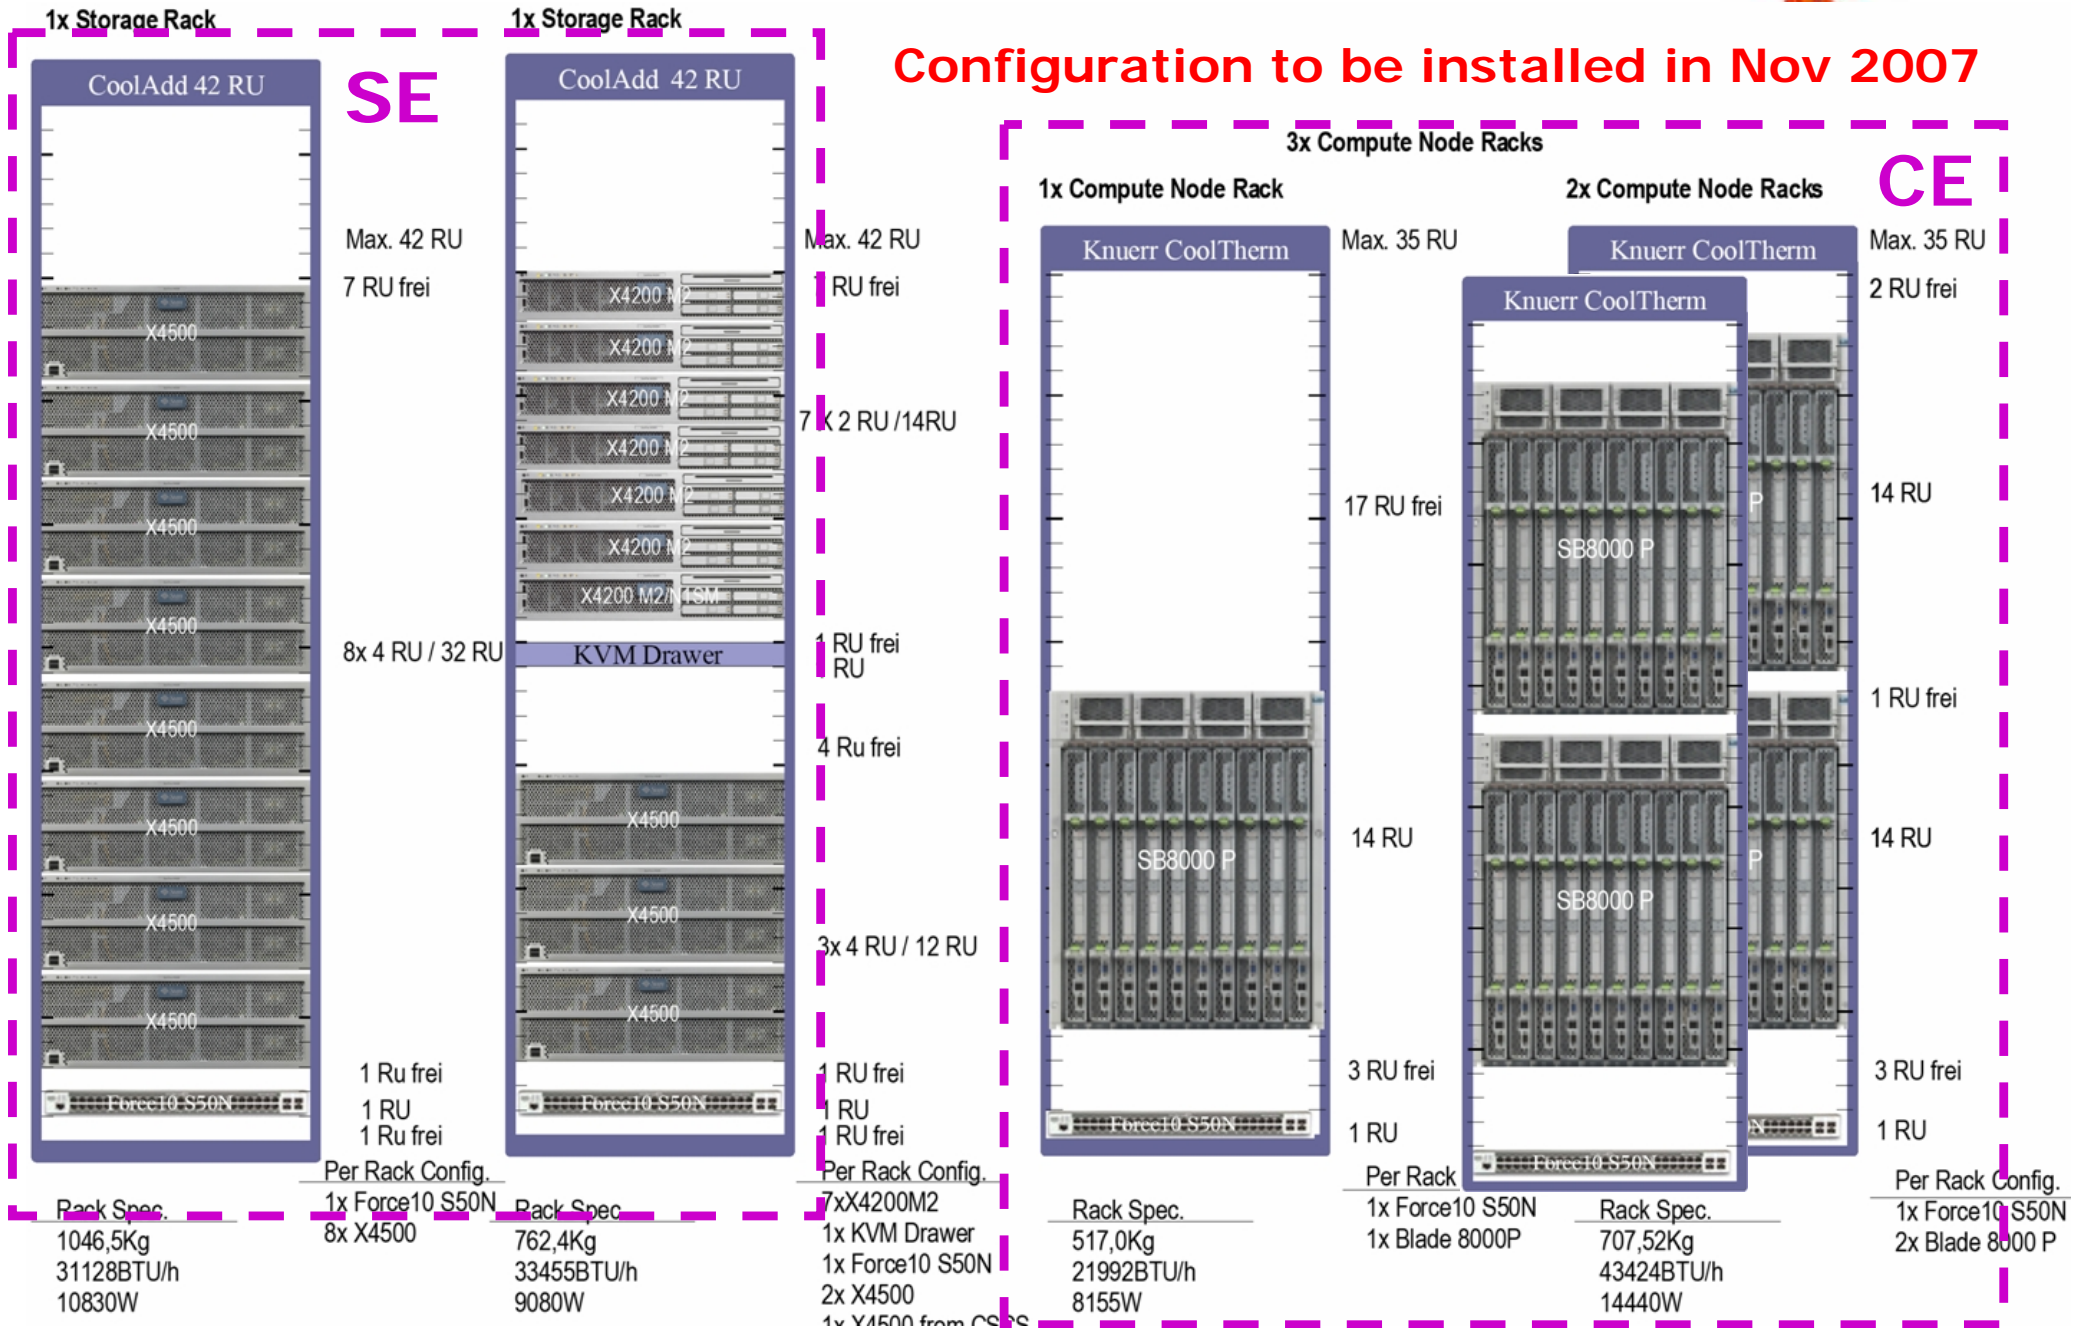 Configuration to be installed in Nov 2007
1x Storage Rack
CoolAdd 42 RU
SE
Max. 42 RU
7 RU frei
X4500
X4500
X4500
X4500
X4500
X4500
X4500
X4500
8x 4 RU / 32 RU
1 Ru frei
Force10 S50N
1 RU
1 Ru frei
Per Rack Config.
1x Force10 S50N
8x X4500
Rack Spec.
1046,5Kg
31128BTU/h
10830W
1x Storage Rack
CoolAdd 42 RU
Max. 42 RU
RU frei
X4200 M2
X4200 M2
X4200 M2
X4200 M2
X4200 M2
X4200 M2
X4200 M2/N1SM
7 X 2 RU /14RU
1 RU frei
KVM Drawer
RU
4 Ru frei
X4500
X4500
X4500
3x 4 RU / 12 RU
1 RU frei
Force10 S50N
1 RU
1 RU frei
Per Rack Config.
7xX4200M2
1x KVM Drawer
1x Force10 S50N
2x X4500
1x X4500 from CSCS
Rack Spec.
762,4Kg
33455BTU/h
9080W
3x Compute Node Racks
CE
1x Compute Node Rack
Knuerr CoolTherm
Max. 35 RU
17 RU frei
SB8000 P
14 RU
3 RU frei
Force10 S50N
1 RU
Per Rack
1x Force10 S50N
1x Blade 8000P
Rack Spec.
517,0Kg
21992BTU/h
8155W
2x Compute Node Racks
Knuerr CoolTherm
Knuerr CoolTherm
Max. 35 RU
2 RU frei
SB8000 P
P
14 RU
1 RU frei
SB8000 P
P
14 RU
3 RU frei
Force10 S50N
N
1 RU
Per Rack Config.
1x Force10 S50N
2x Blade 8000 P
Rack Spec.
707,52Kg
43424BTU/h
14440W